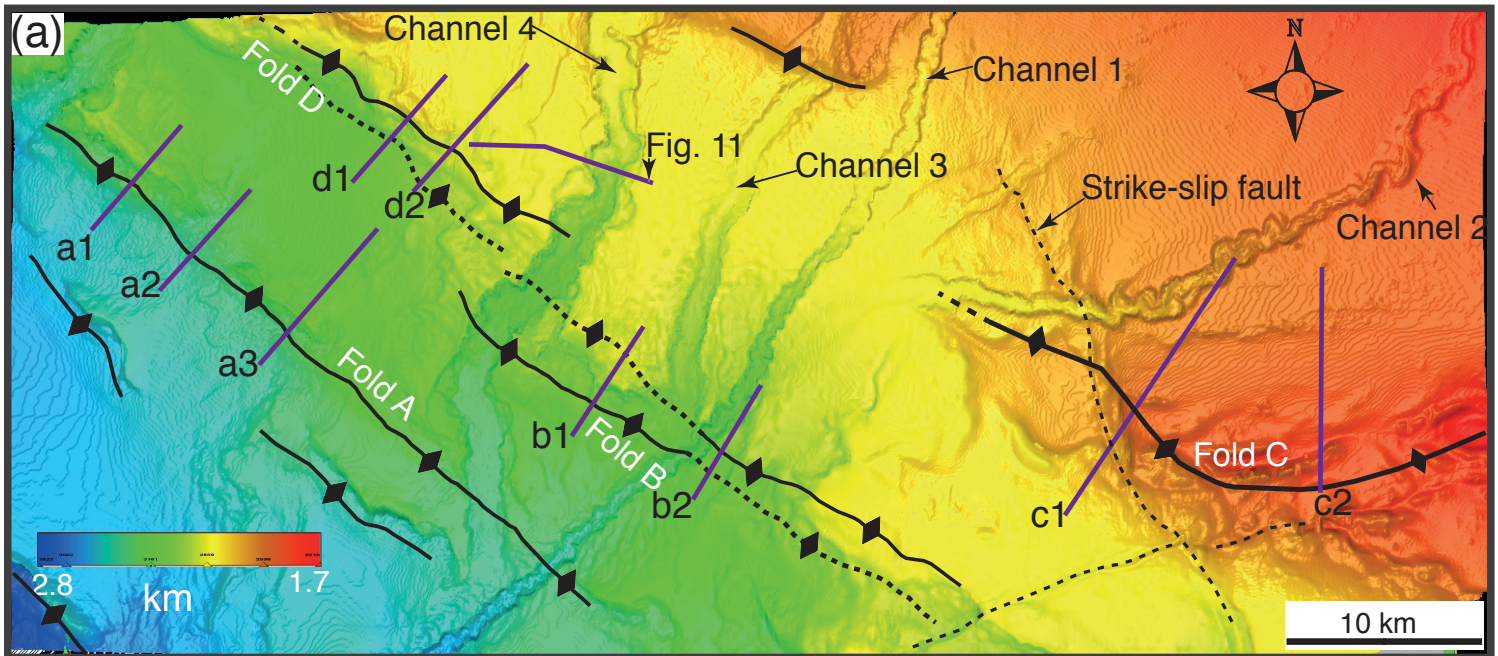 (a)
Channel 4
N
Channel 1
Fold D
Fig. 11
Channel 3
Strike-slip fault
Channel 2
d1
d2
a1
a2
a3
Fold A
b1
Fold B
b2
Fold C
c1
c2
2.8
1.7
km
10 km